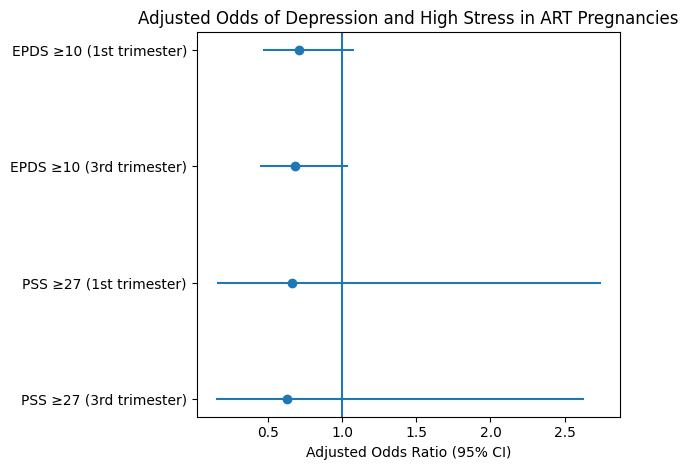 Adjusted Odds of Depression and High Stress in ART Pregnancies
EPDS ≥10 (1st trimester)
EPDS ≥10 (3rd trimester)
PSS ≥27 (1st trimester)
PSS ≥27 (3rd trimester)
0.5 1.0 1.5 2.0 2.5
Adjusted Odds Ratio (95% CI)